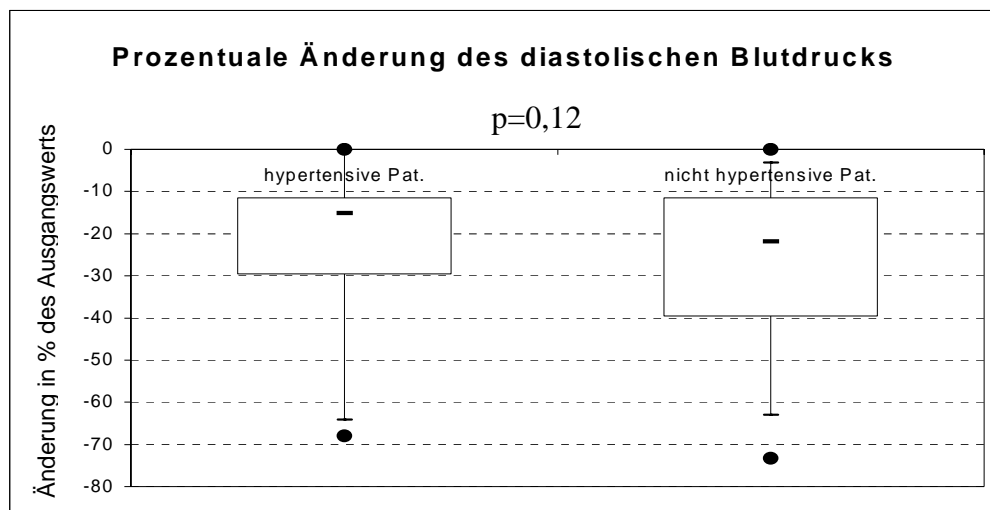 Prozentuale Änderung des diastolischen Blutdrucks
p=0,12
Änderung in % des Ausgangswerts
0
-10
-20
-30
-40
-50
-60
-70
-80
hypertensive Pat.
nicht hypertensive Pat.